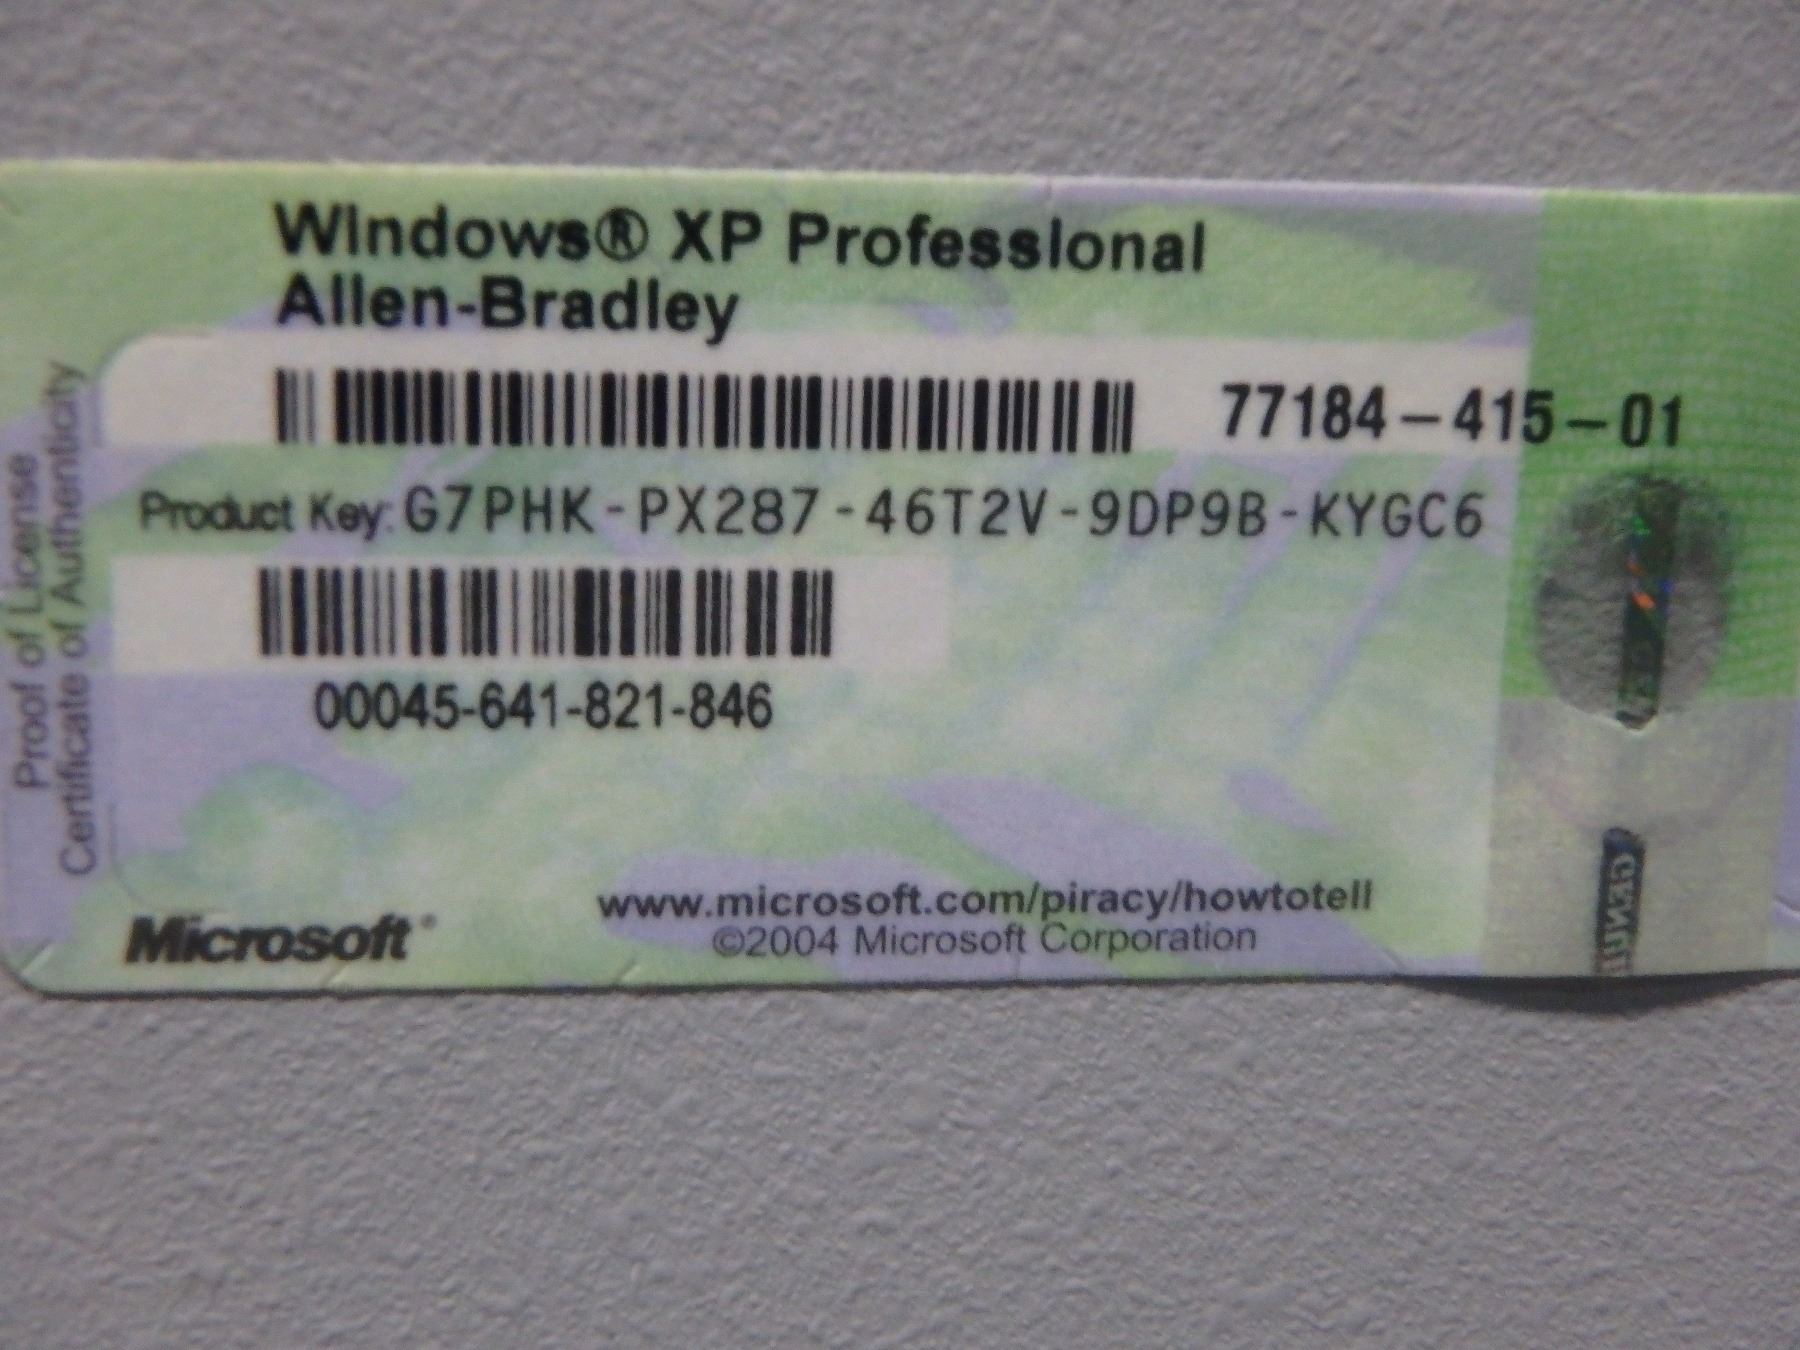 Windows® XP Professional
Allen-Bradley
77184-415-01
Product Key: G7PHK-PX287-46T2V-9DP9B-KYGC6
00045-641-821-846
Proof of License
Certificate of Authenticity
Microsoft®
www.microsoft.com/piracy/howtotell
©2004 Microsoft Corporation